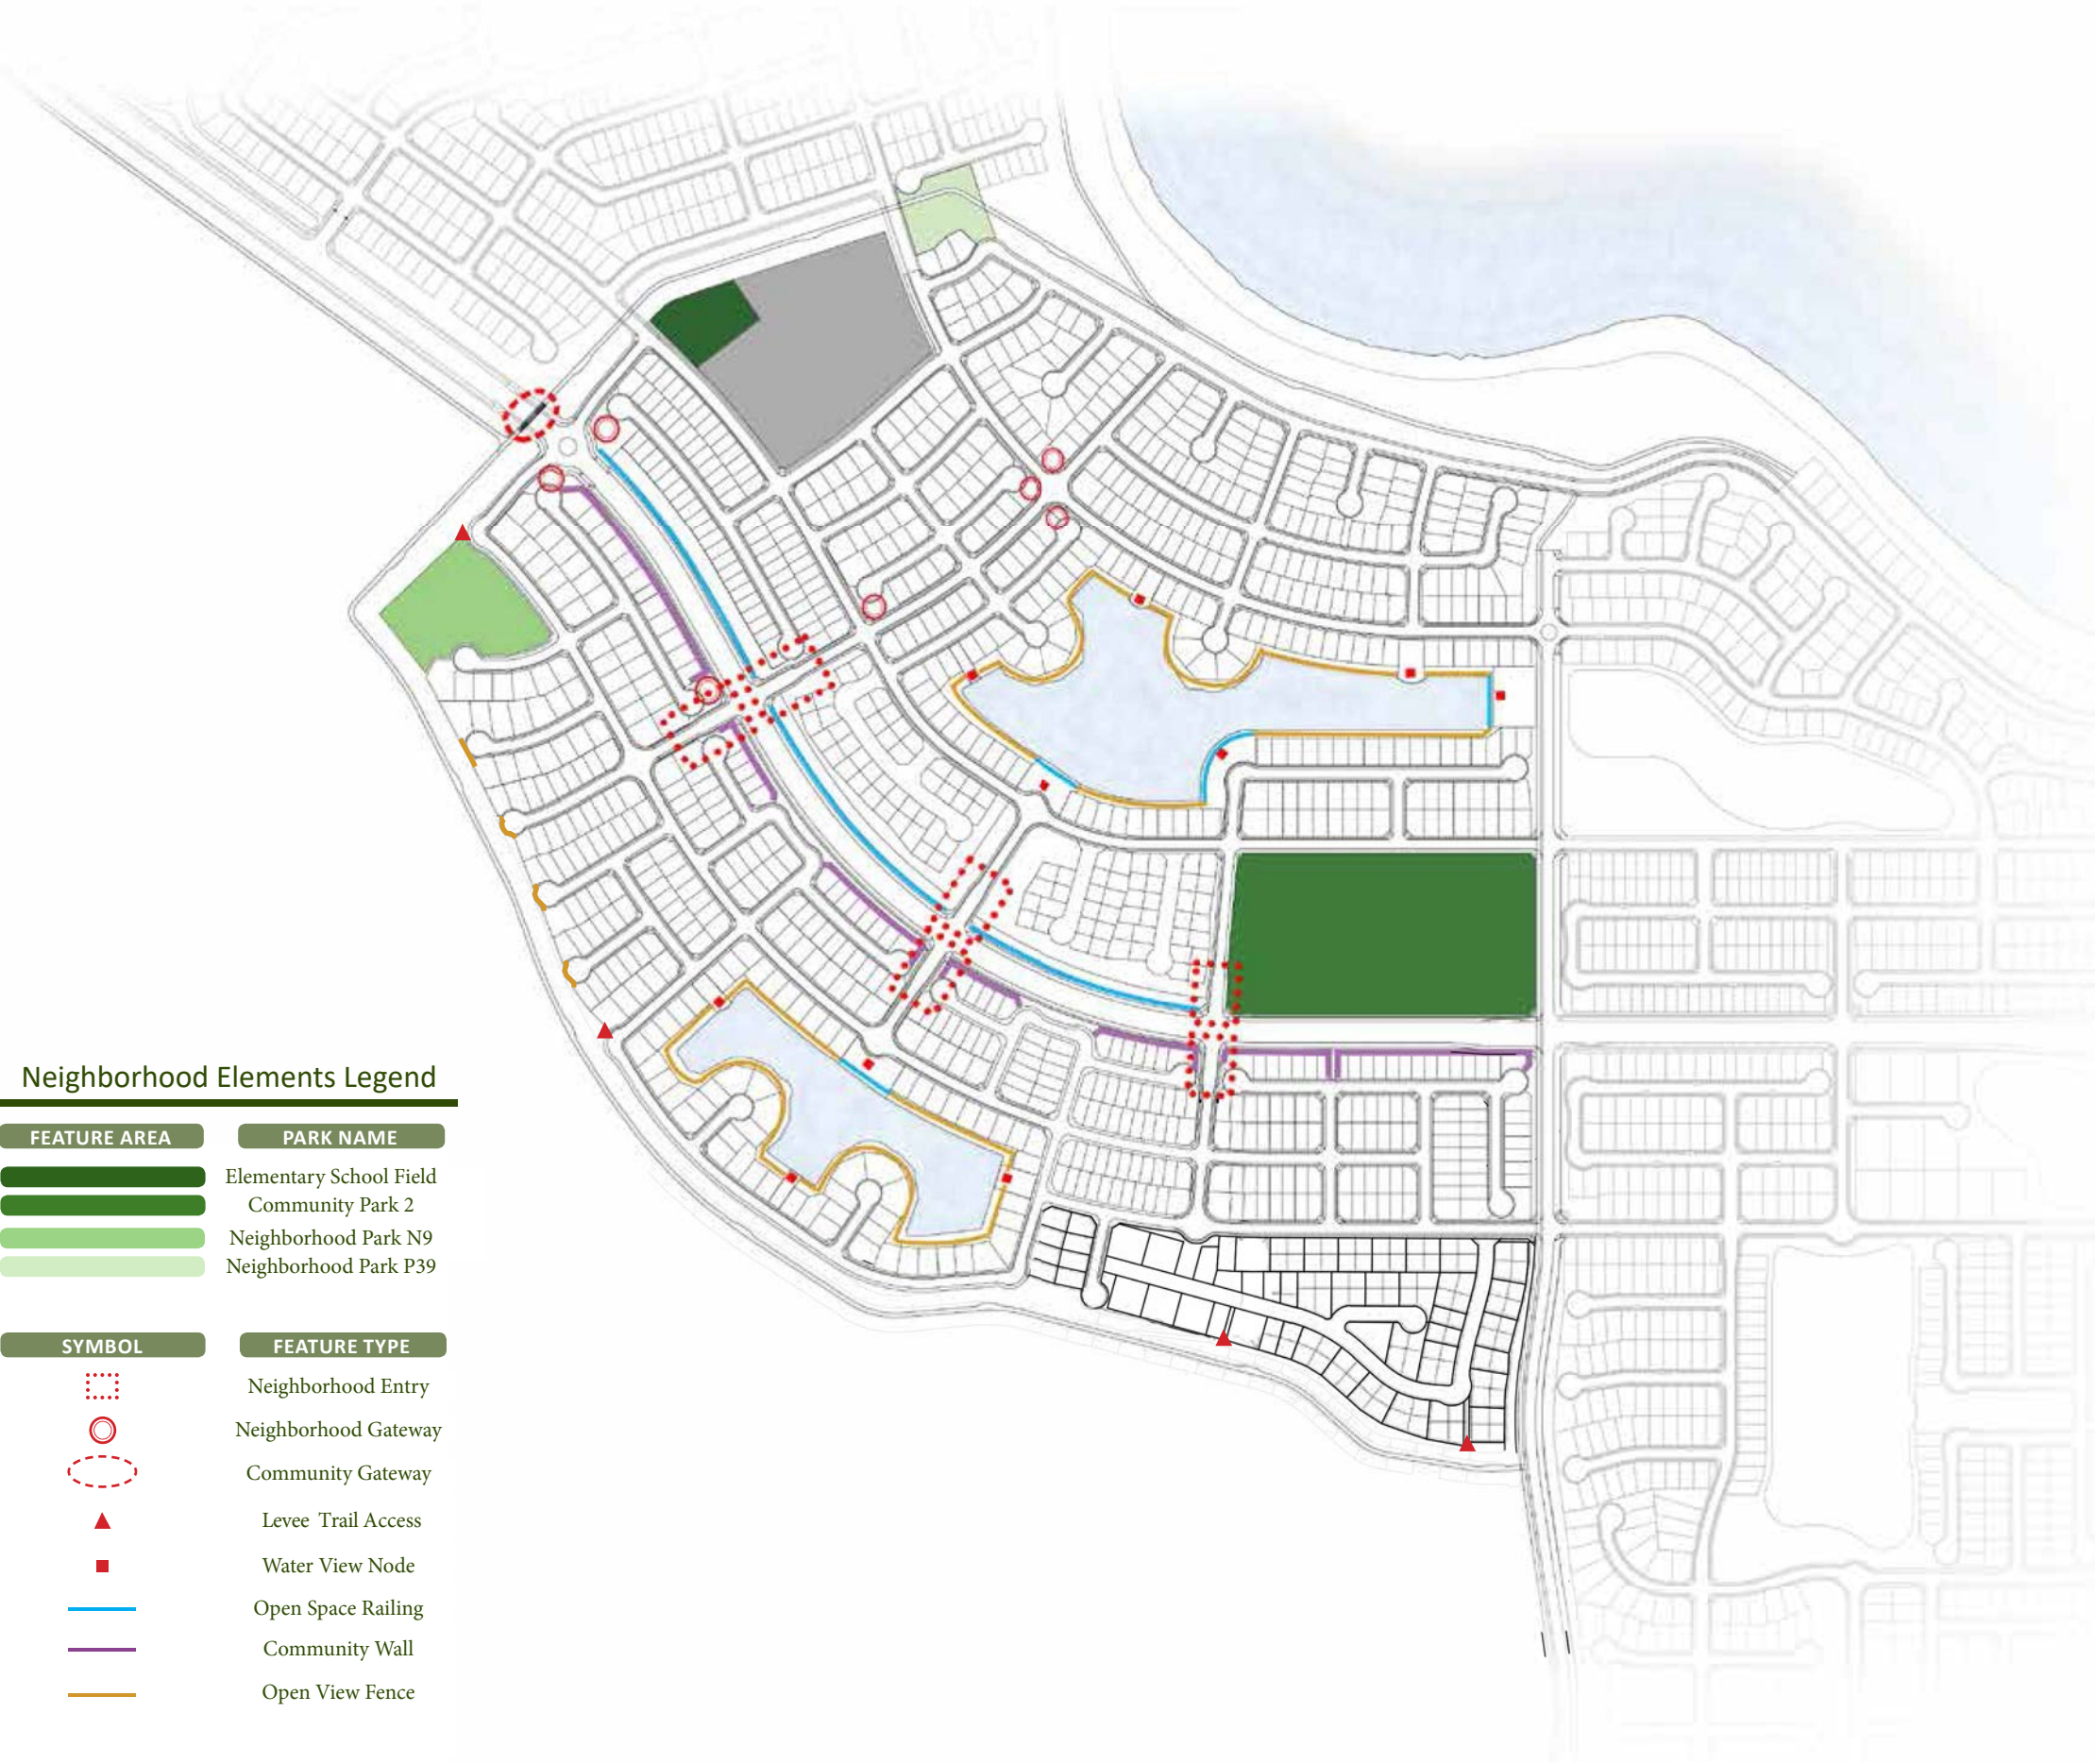 Neighborhood Elements Legend
FEATURE AREA PARK NAME
Elementary School Field
Community Park 2
Neighborhood Park N9
Neighborhood Park P39
SYMBOL FEATURE TYPE
Neighborhood Entry
Neighborhood Gateway
Community Gateway
Levee Trail Access
Water View Node
Open Space Railing
Community Wall
Open View Fence